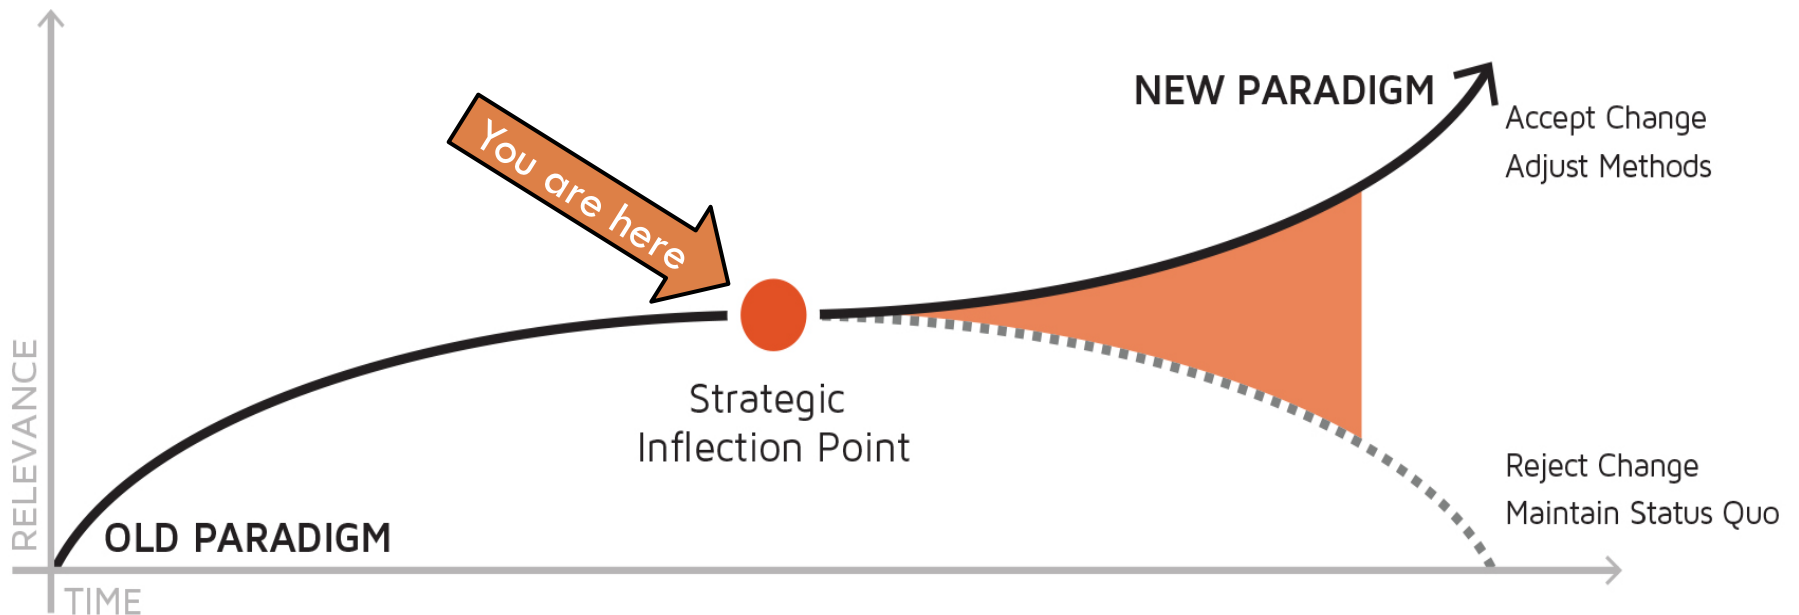 NEW PARADIGM
Accept Change
Adjust Methods
You are here
Strategic
Inflection Point
RELEVANCE
OLD PARADIGM
Reject Change
Maintain Status Quo
TIME